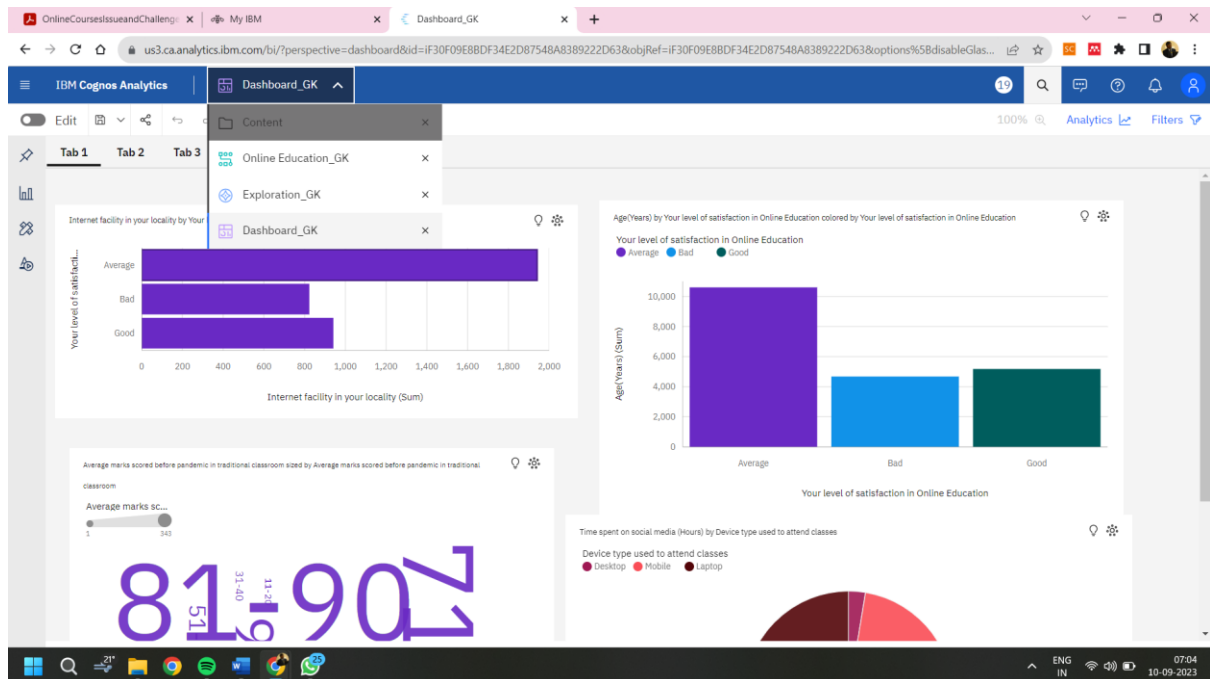 OnlineCoursesIssueandChalleng
My IBM
Dashboard_GK
us3.ca.analytics.ibm.com/bi/?perspective=dashboard&id=iF30F09E8BDF34E2D87548A8389222D63&objRef=iF30F09E8BDF34E2D87548A8389222D63&options%5BdisableGlas...
IBM Cognos Analytics
Dashboard_GK
19
Edit
Content
100%
Analytics
Filters
Tab 1
Tab 2
Tab 3
Online Education_GK
Exploration_GK
Dashboard_GK
Internet facility in your locality by Your
Your level of satisfacti...
Average
Bad
Good
0 200 400 600 800 1,000 1,200 1,400 1,600 1,800 2,000
Internet facility in your locality (Sum)
Age(Years) by Your level of satisfaction in Online Education colored by Your level of satisfaction in Online Education
Your level of satisfaction in Online Education
Average Bad Good
Age(Years) (Sum)
10,000
8,000
6,000
4,000
2,000
0
Average Bad Good
Your level of satisfaction in Online Education
Average marks scored before pandemic in traditional classroom sized by Average marks scored before pandemic in traditional
classroom
Average marks sc...
1 343
81-90
31-40
11-20
51
71
Time spent on social media (Hours) by Device type used to attend classes
Device type used to attend classes
Desktop Mobile Laptop
21°
25
ENG
IN
07:04
10-09-2023